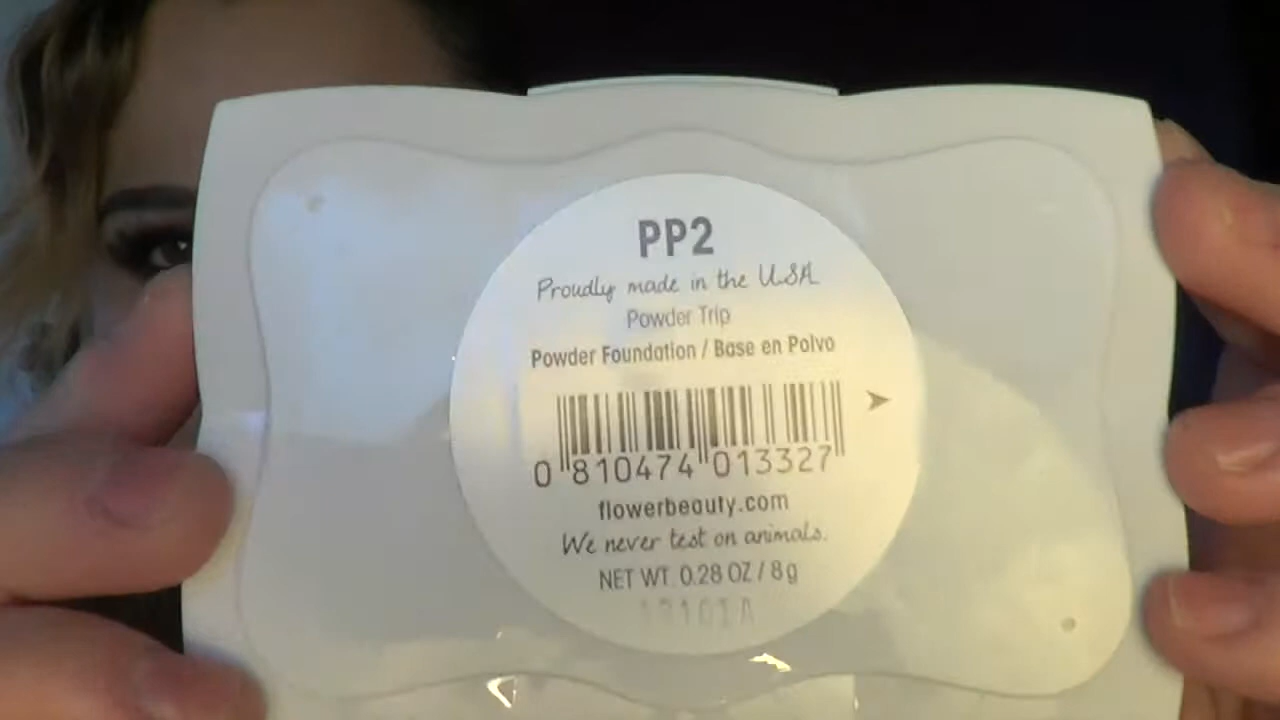 PP2
Proudly made in the USA
Powder Trip
Powder Foundation / Base en Polvo
0 810474 013327
flowerbeauty.com
We never test on animals.
NET WT. 0.28 OZ / 8g